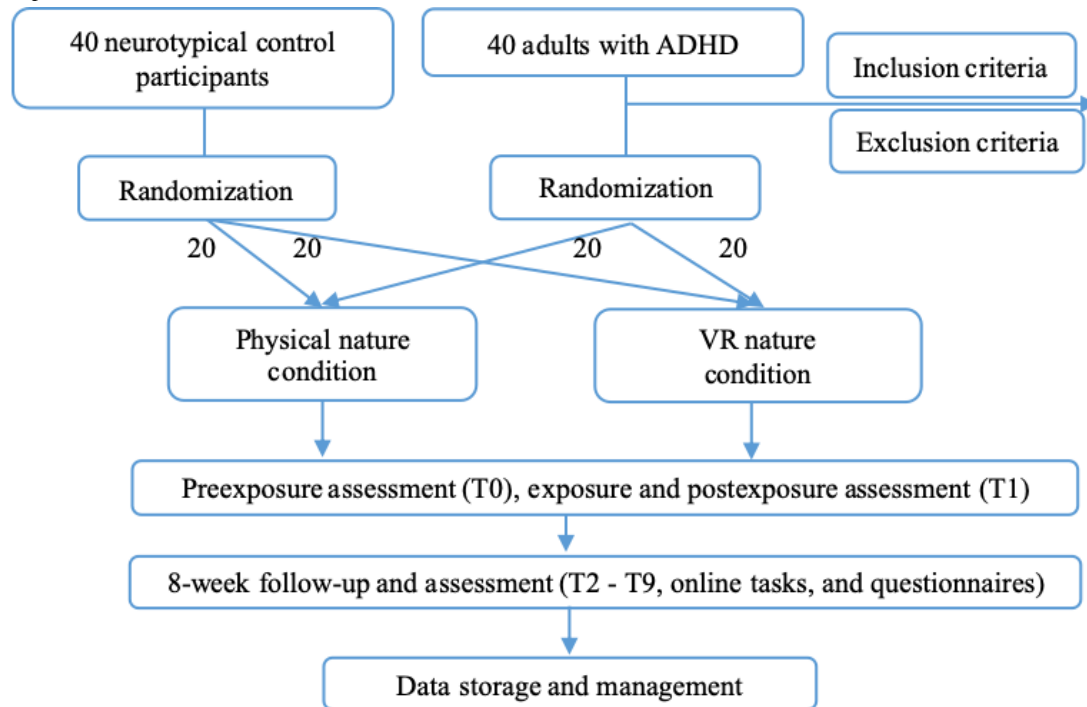 40 neurotypical control
participants
40 adults with ADHD
Inclusion criteria
Exclusion criteria
Randomization
Randomization
20
20
20
20
Physical nature
condition
VR nature
condition
Preexposure assessment (T0), exposure and postexposure assessment (T1)
8-week follow-up and assessment (T2 - T9, online tasks, and questionnaires)
Data storage and management